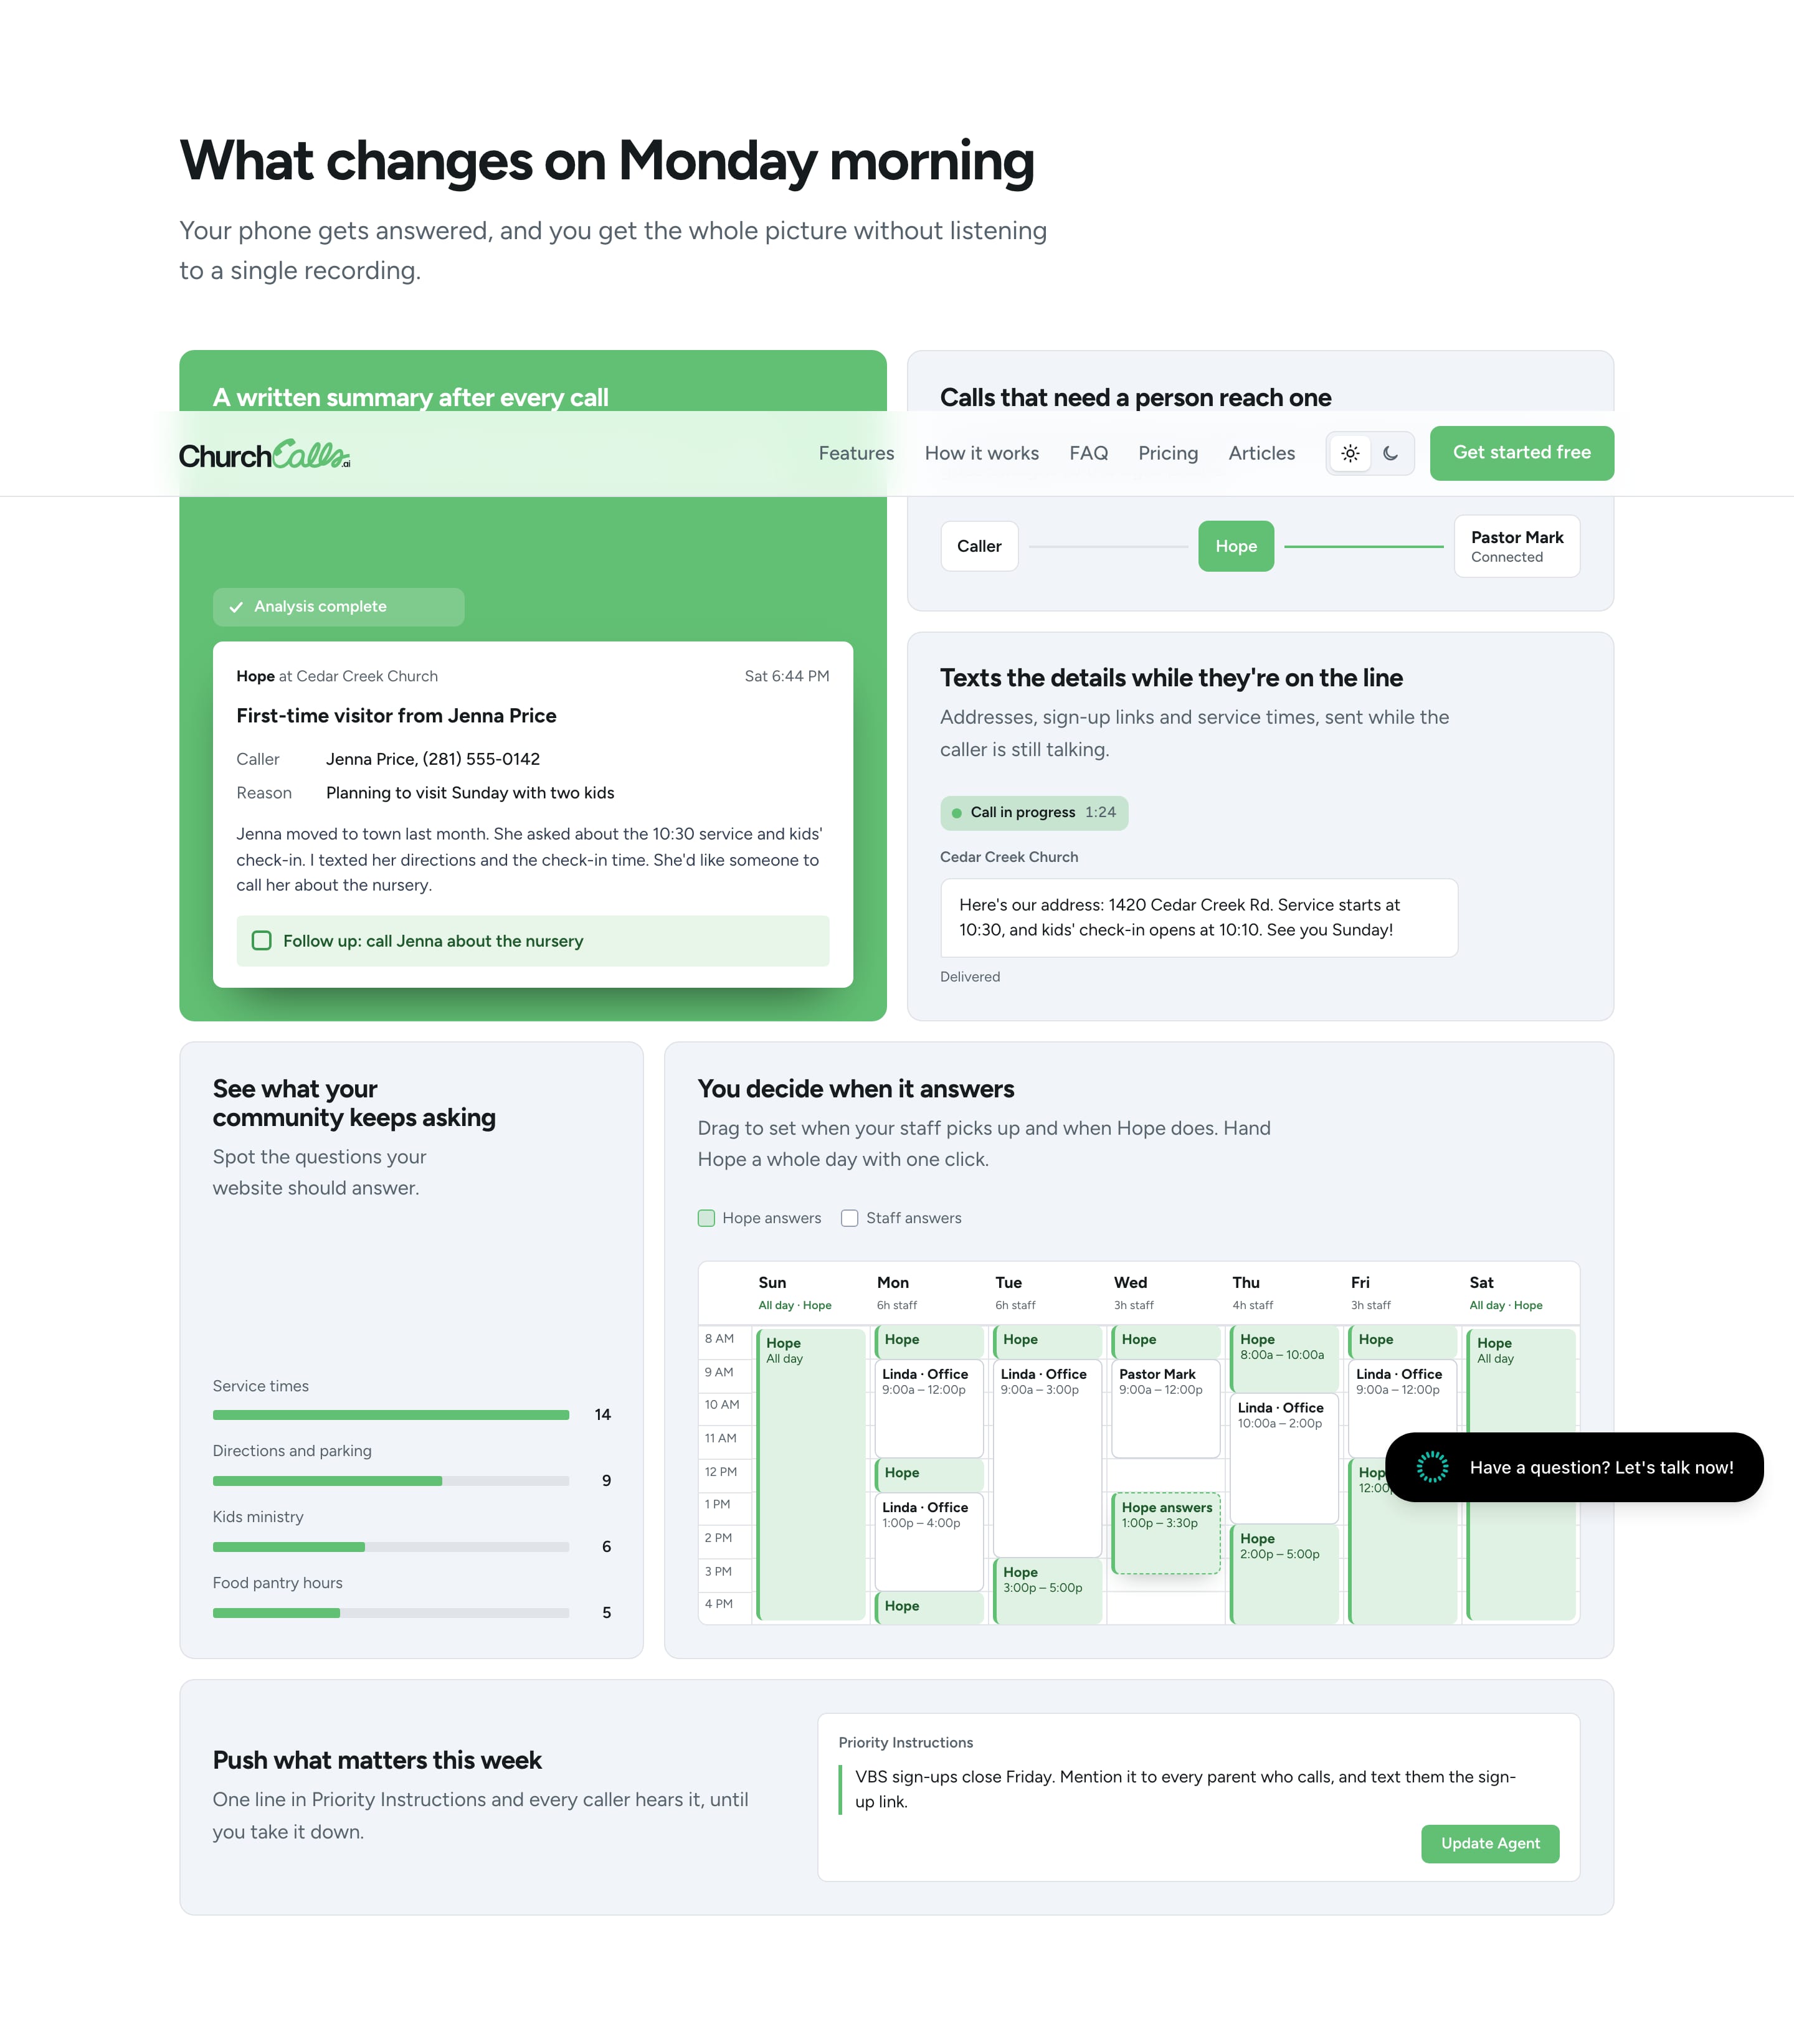 What changes on Monday morning
Your phone gets answered, and you get the whole picture without listening
to a single recording.
A written summary after every call
Calls that need a person reach one
ChurchCalls.ai
Features
How it works
FAQ
Pricing
Articles
Get started free
Caller
Hope
Pastor Mark
Connected
Analysis complete
Hope at Cedar Creek Church
Sat 6:44 PM
First-time visitor from Jenna Price
Caller
Jenna Price, (281) 555-0142
Reason
Planning to visit Sunday with two kids
Jenna moved to town last month. She asked about the 10:30 service and kids'
check-in. I texted her directions and the check-in time. She'd like someone to
call her about the nursery.
Follow up: call Jenna about the nursery
Texts the details while they're on the line
Addresses, sign-up links and service times, sent while the
caller is still talking.
Call in progress 1:24
Cedar Creek Church
Here's our address: 1420 Cedar Creek Rd. Service starts at
10:30, and kids' check-in opens at 10:10. See you Sunday!
Delivered
See what your
community keeps asking
Spot the questions your
website should answer.
Service times
14
Directions and parking
9
Kids ministry
6
Food pantry hours
5
You decide when it answers
Drag to set when your staff picks up and when Hope does. Hand
Hope a whole day with one click.
Hope answers
Staff answers
Sun
All day · Hope
Mon
6h staff
Tue
6h staff
Wed
3h staff
Thu
4h staff
Fri
3h staff
Sat
All day · Hope
8 AM
9 AM
10 AM
11 AM
12 PM
1 PM
2 PM
3 PM
4 PM
Hope
All day
Hope
Linda · Office
9:00a – 12:00p
Hope
Linda · Office
1:00p – 4:00p
Hope
Hope
Linda · Office
9:00a – 3:00p
Hope
3:00p – 5:00p
Hope
Pastor Mark
9:00a – 12:00p
Hope answers
1:00p – 3:30p
Hope
8:00a – 10:00a
Linda · Office
10:00a – 2:00p
Hope
2:00p – 5:00p
Hope
Linda · Office
9:00a – 12:00p
Hop
12:00
Hope
All day
Have a question? Let's talk now!
Push what matters this week
One line in Priority Instructions and every caller hears it, until
you take it down.
Priority Instructions
VBS sign-ups close Friday. Mention it to every parent who calls, and text them the sign-
up link.
Update Agent